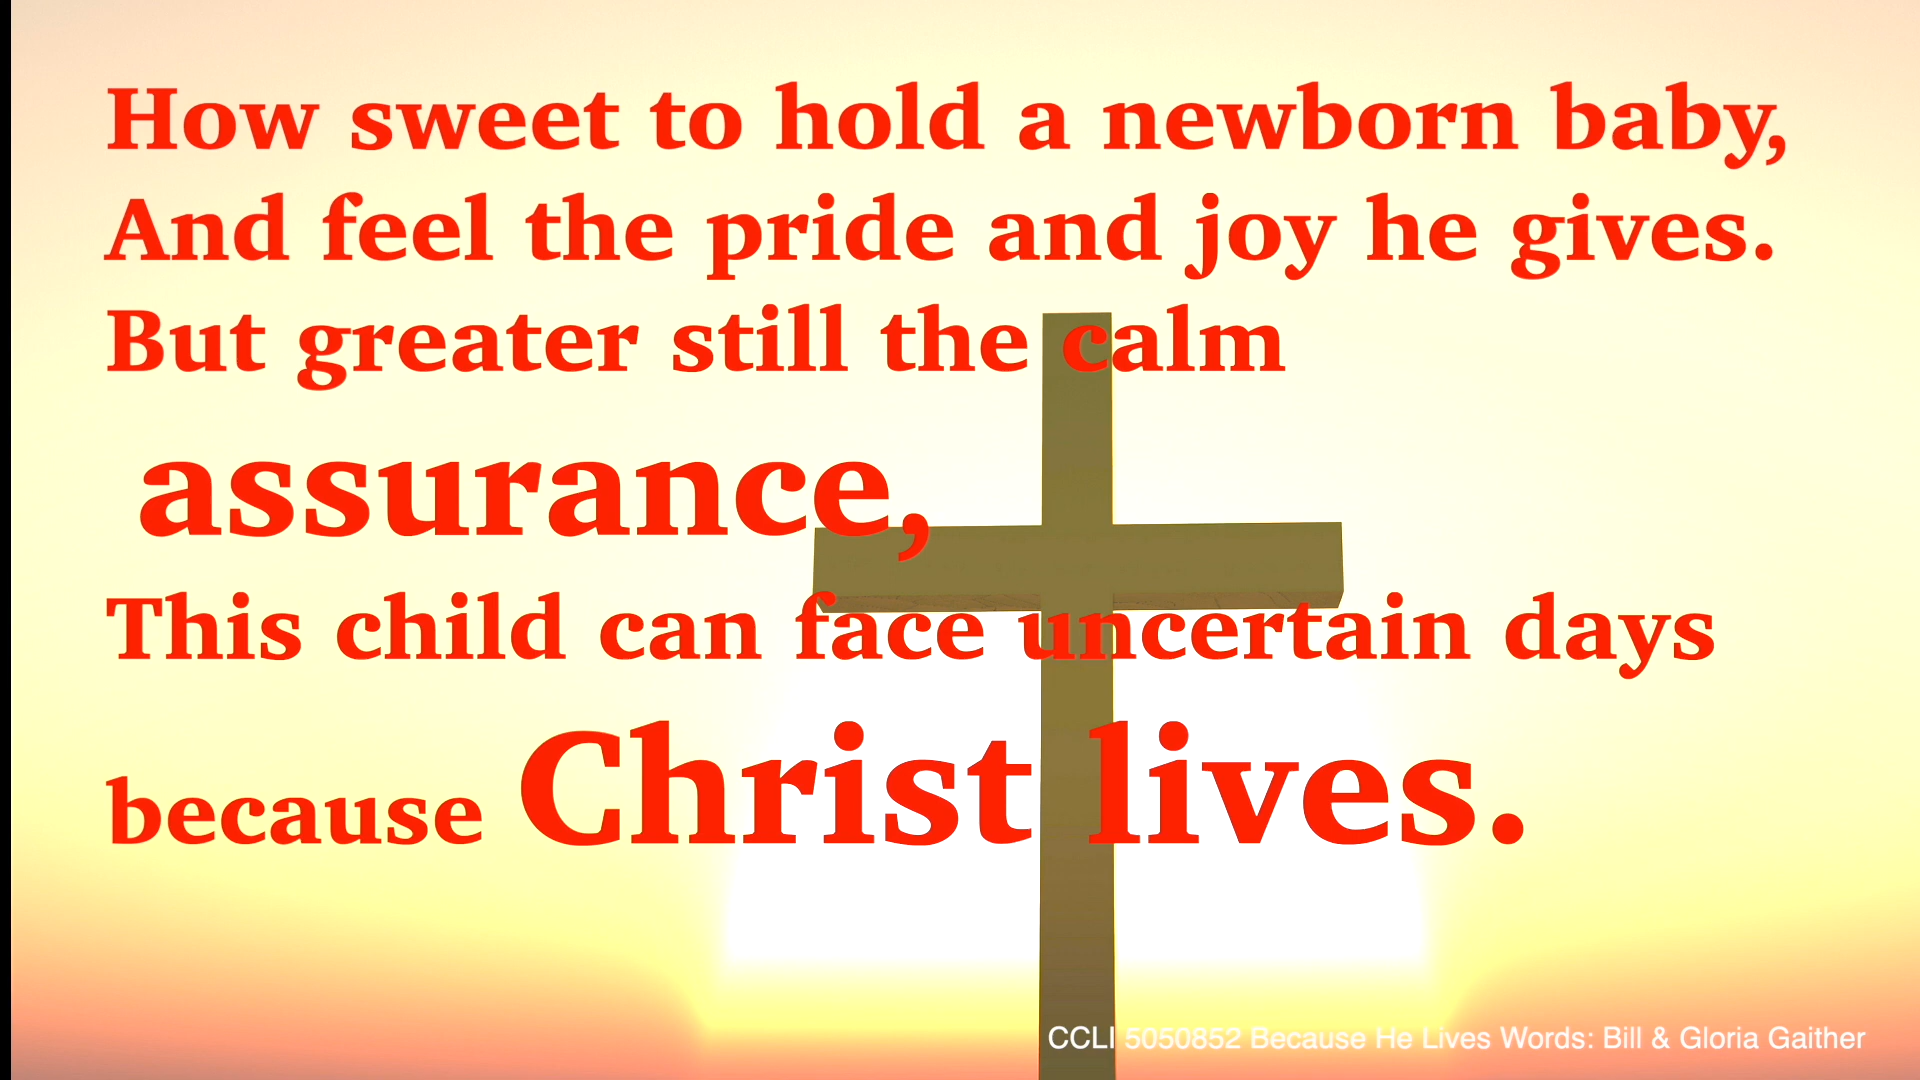 How sweet to hold a newborn baby,
And feel the pride and joy he gives.
But greater still the calm
assurance,
This child can face uncertain days
because Christ lives.
CCLI 5050852 Because He Lives Words: Bill & Gloria Gaither